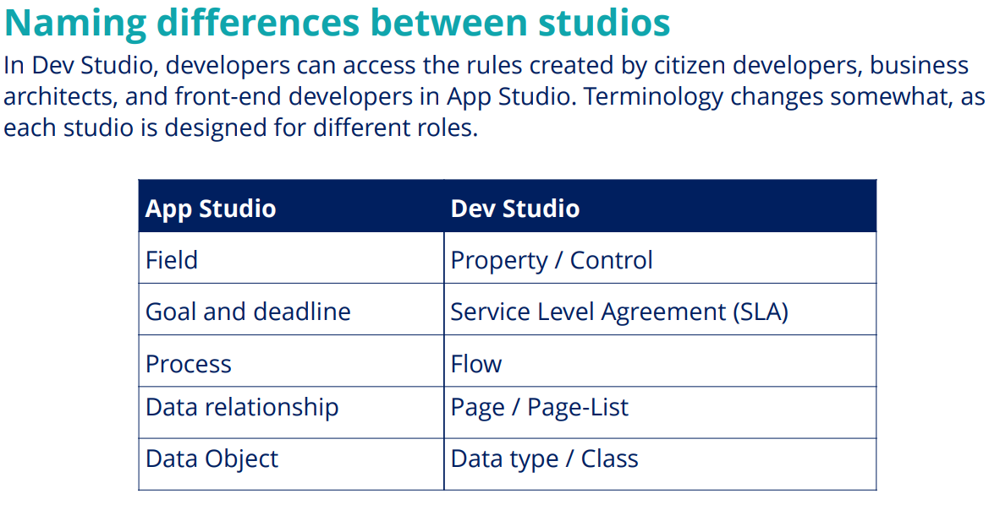 Naming differences between studios
In Dev Studio, developers can access the rules created by citizen developers, business
architects, and front-end developers in App Studio. Terminology changes somewhat, as
each studio is designed for different roles.
App Studio Dev Studio
Field Property / Control
Goal and deadline Service Level Agreement (SLA)
Process Flow
Data relationship Page / Page-List
Data Object Data type / Class